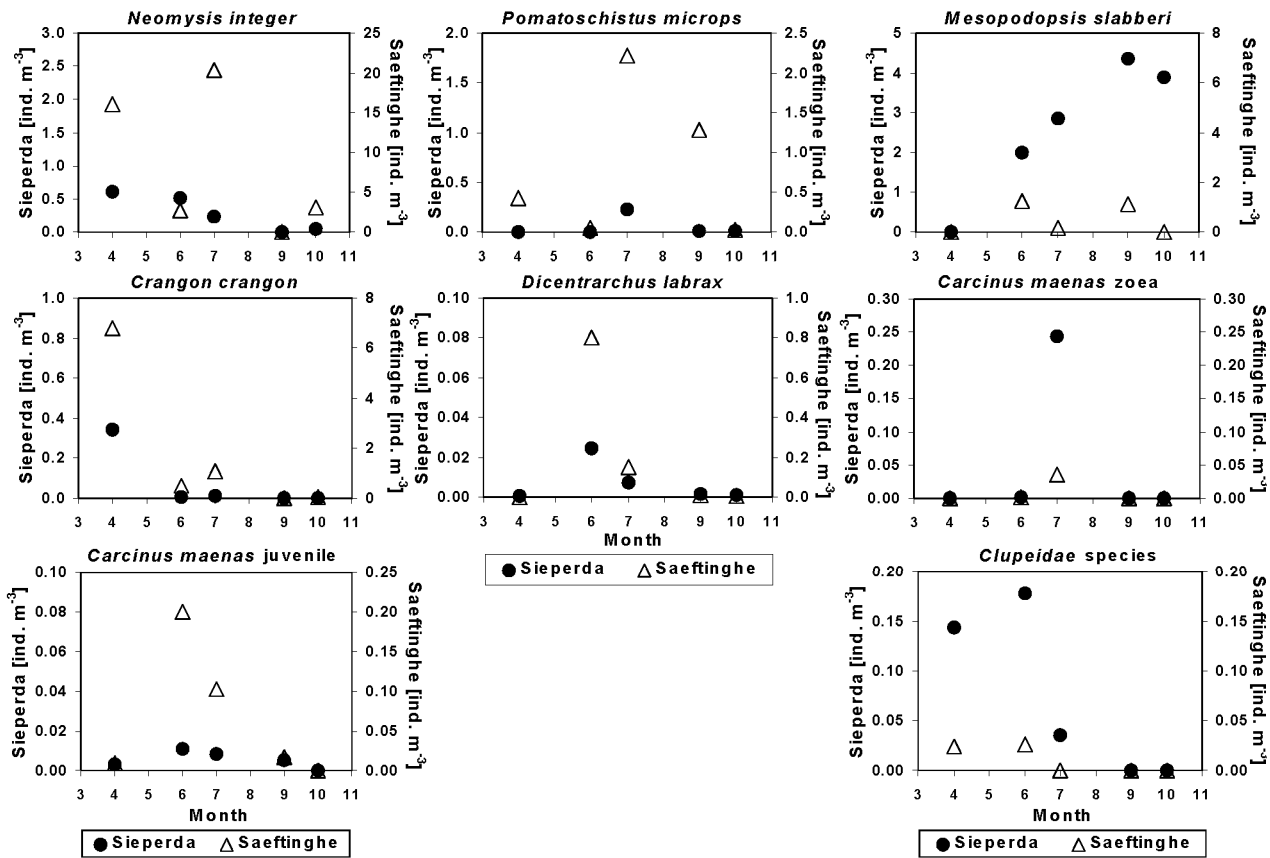 Neomysis integer
Sieperda [ind. m-3]
3.0
2.5
2.0
1.5
1.0
0.5
0.0
25
20
15
10
5
0
Saeftinghe [ind. m-3]
3 4 5 6 7 8 9 10 11
Pomatoschistus microps
Sieperda [ind. m-3]
2.0
1.5
1.0
0.5
0.0
2.5
2.0
1.5
1.0
0.5
0.0
Saeftinghe [ind. m-3]
3 4 5 6 7 8 9 10 11
Mesopodopsis slabberi
Sieperda [ind. m-3]
5
4
3
2
1
0
8
6
4
2
0
Saeftinghe [ind. m-3]
3 4 5 6 7 8 9 10 11
Crangon crangon
Sieperda [ind. m-3]
1.0
0.8
0.6
0.4
0.2
0.0
8
6
4
2
0
Saeftinghe [ind. m-3]
3 4 5 6 7 8 9 10 11
Dicentrarchus labrax
Sieperda [ind. m-3]
0.10
0.08
0.06
0.04
0.02
0.00
1.0
0.8
0.6
0.4
0.2
0.0
Saeftinghe [ind. m-3]
3 4 5 6 7 8 9 10 11
Month
Sieperda Saeftinghe
Carcinus maenas zoea
Sieperda [ind. m-3]
0.30
0.25
0.20
0.15
0.10
0.05
0.00
0.30
0.25
0.20
0.15
0.10
0.05
0.00
Saeftinghe [ind. m-3]
3 4 5 6 7 8 9 10 11
Carcinus maenas juvenile
Sieperda [ind. m-3]
0.10
0.08
0.06
0.04
0.02
0.00
0.25
0.20
0.15
0.10
0.05
0.00
Saeftinghe [ind. m-3]
3 4 5 6 7 8 9 10 11
Month
Sieperda Saeftinghe
Clupeidae species
Sieperda [ind. m-3]
0.20
0.15
0.10
0.05
0.00
0.20
0.15
0.10
0.05
0.00
Saeftinghe [ind. m-3]
3 4 5 6 7 8 9 10 11
Month
Sieperda Saeftinghe